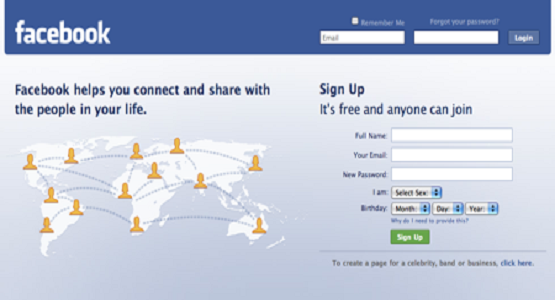 facebook
Remember Me
Forgot your password?
Email
Login
Facebook helps you connect and share with
the people in your life.
Sign Up
It's free and anyone can join
Full Name:
Your Email:
New Password:
I am: Select Sex:
Birthday: Month: Day: Year:
Why do I need to provide this?
Sign Up
To create a page for a celebrity, band or business, click here.